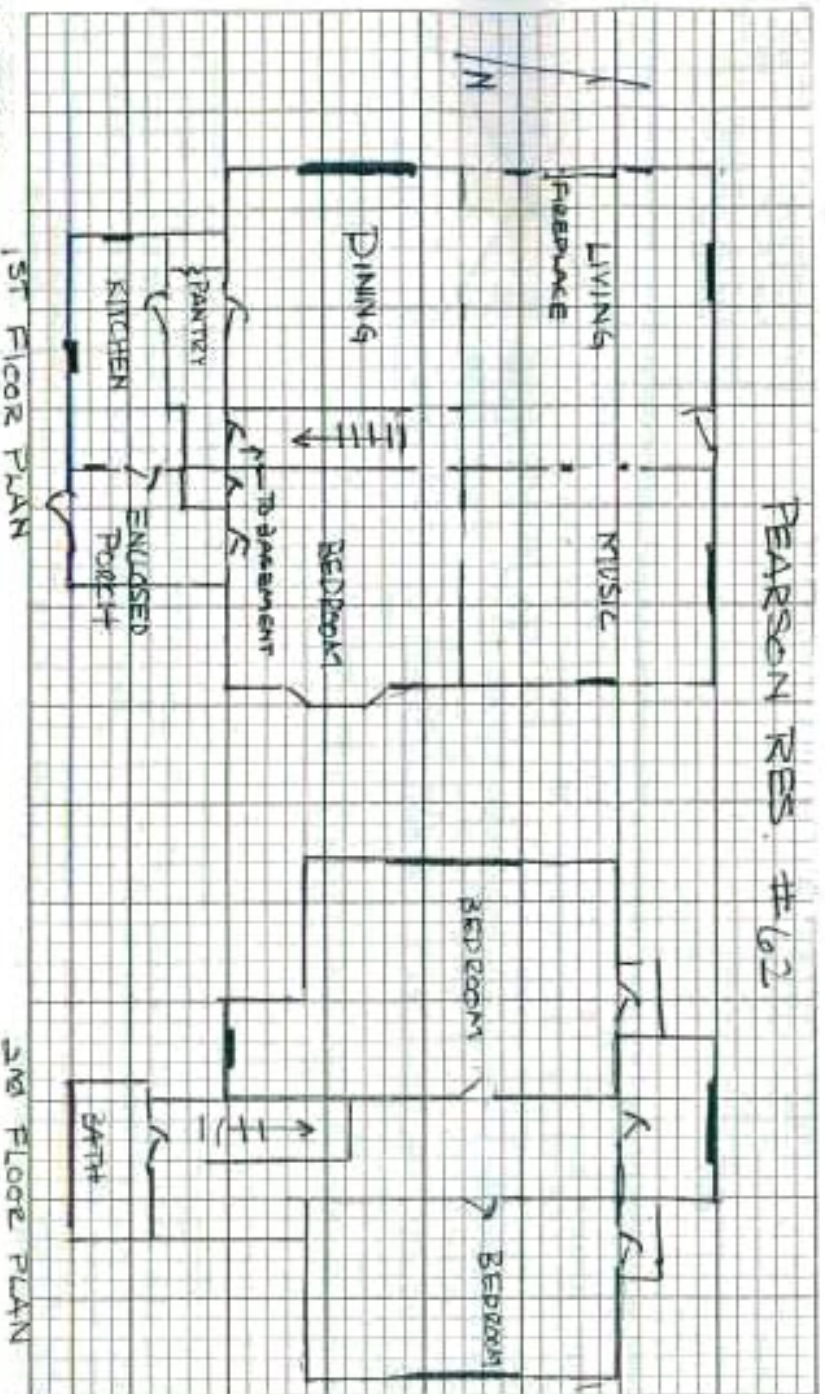 PEARSON RES. #62
N
LIVING
FIREPLACE
MUSIC
DINING
BEDROOM
TO BASEMENT
PANTRY
KITCHEN
ENCLOSED
PORCH
1ST FLOOR PLAN
BEDROOM
BEDROOM
BATH
2ND FLOOR PLAN